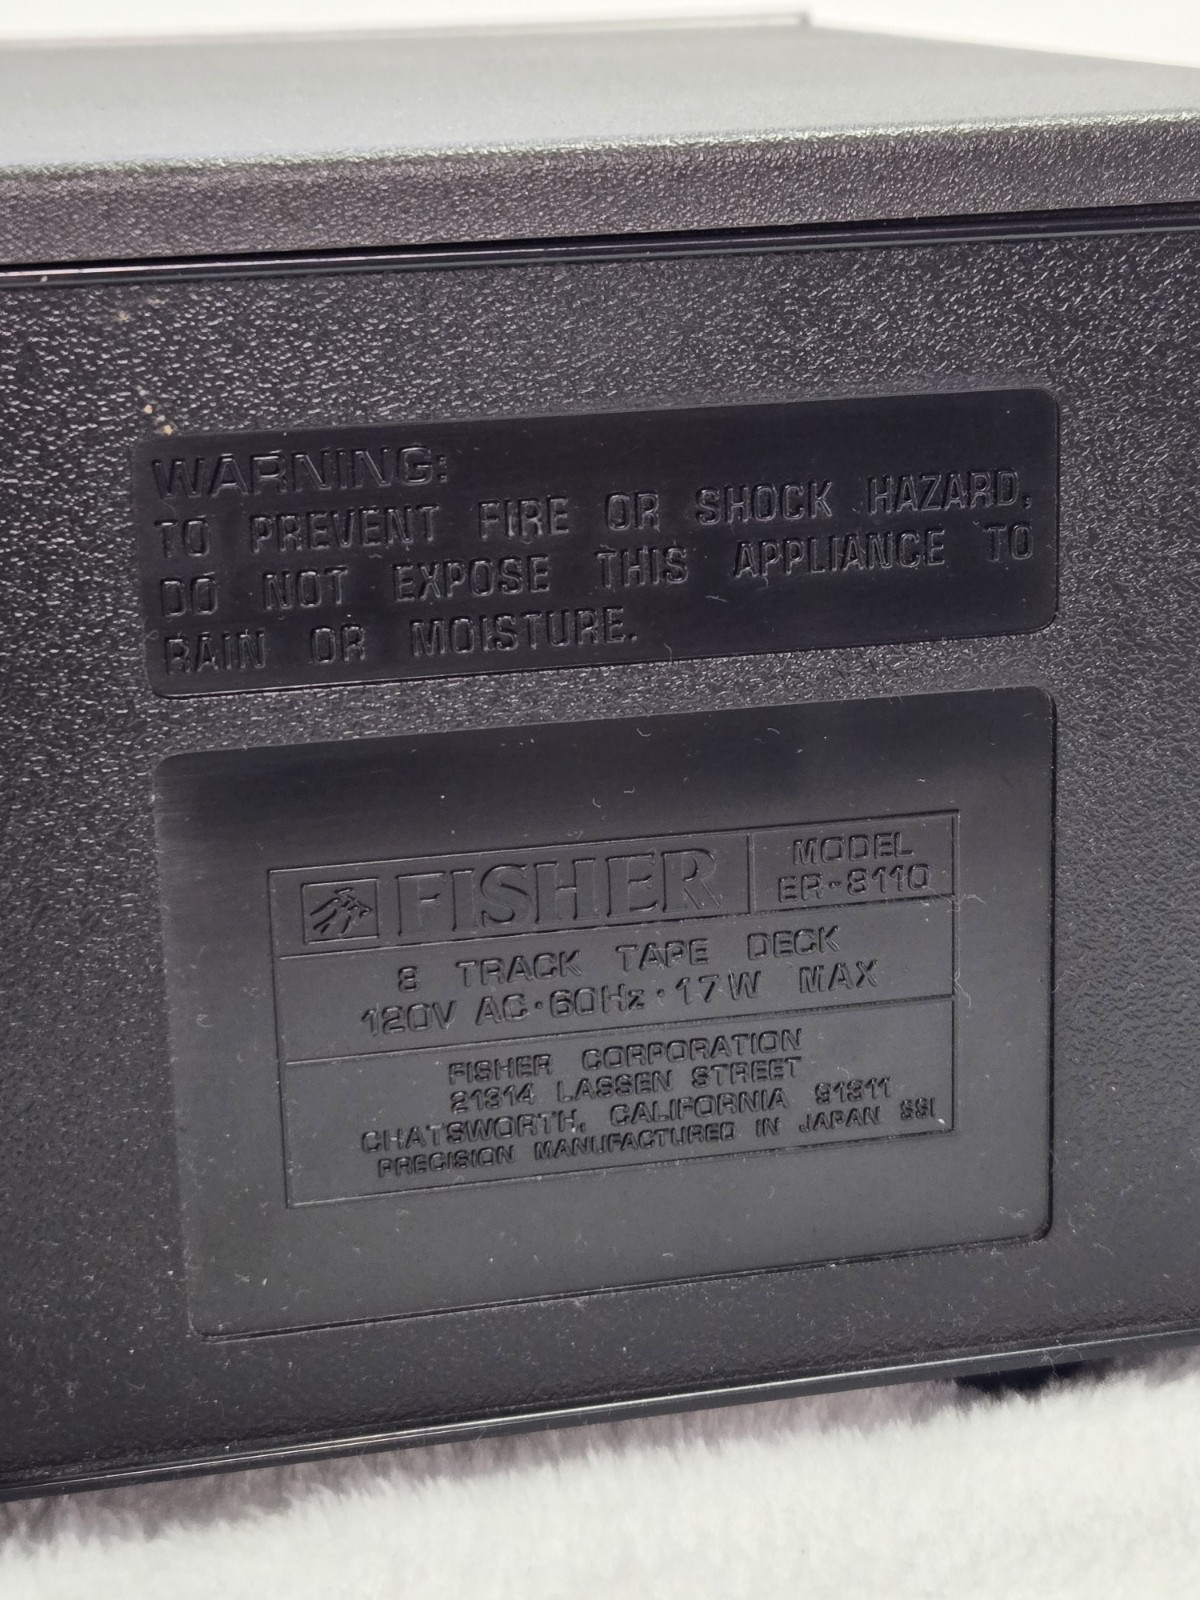 WARNING:
TO PREVENT FIRE OR SHOCK HAZARD,
DO NOT EXPOSE THIS APPLIANCE TO
RAIN OR MOISTURE.
FISHER
MODEL
ER-8110
8 TRACK TAPE DECK
120V AC·60Hz·17W MAX
FISHER CORPORATION
21314 LASSEN STREET
CHATSWORTH, CALIFORNIA 91311
PRECISION MANUFACTURED IN JAPAN SSI